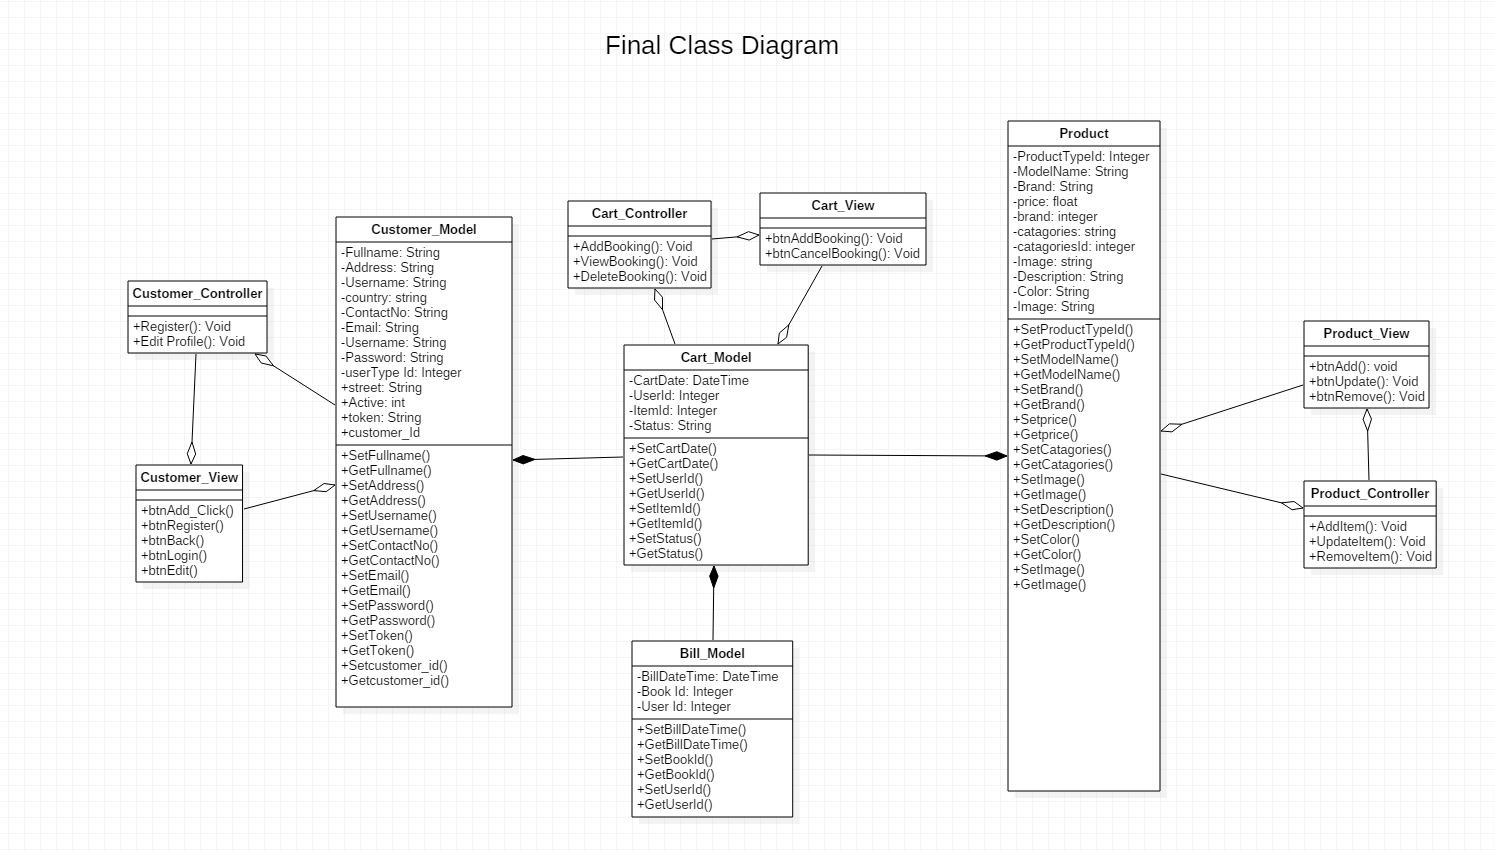 Final Class Diagram
Customer_Controller
+Register(): Void
+Edit Profile(): Void
Customer_View
+btnAdd_Click()
+btnRegister()
+btnBack()
+btnLogin()
+btnEdit()
Customer_Model
-Fullname: String
-Address: String
-Username: String
-country: string
-ContactNo: String
-Email: String
-Username: String
-Password: String
-userType Id: Integer
+street: String
+Active: int
+token: String
+customer_Id
+SetFullname()
+GetFullname()
+SetAddress()
+GetAddress()
+SetUsername()
+GetUsername()
+SetContactNo()
+GetContactNo()
+SetEmail()
+GetEmail()
+SetPassword()
+GetPassword()
+SetToken()
+GetToken()
+Setcustomer_id()
+Getcustomer_id()
Cart_Controller
+AddBooking(): Void
+ViewBooking(): Void
+DeleteBooking(): Void
Cart_View
+btnAddBooking(): Void
+btnCancelBooking(): Void
Cart_Model
-CartDate: DateTime
-UserId: Integer
-ItemId: Integer
-Status: String
+SetCartDate()
+GetCartDate()
+SetUserId()
+GetUserId()
+SetItemId()
+GetItemId()
+SetStatus()
+GetStatus()
Bill_Model
-BillDateTime: DateTime
-Book Id: Integer
-User Id: Integer
+SetBillDateTime()
+GetBillDateTime()
+SetBookId()
+GetBookId()
+SetUserId()
+GetUserId()
Product
-ProductTypeId: Integer
-ModelName: String
-Brand: String
-price: float
-brand: integer
-catagories: string
-catagoriesId: integer
-Image: string
-Description: String
-Color: String
-Image: String
+SetProductTypeId()
+GetProductTypeId()
+SetModelName()
+GetModelName()
+SetBrand()
+GetBrand()
+Setprice()
+Getprice()
+SetCatagories()
+GetCatagories()
+SetImage()
+GetImage()
+SetDescription()
+GetDescription()
+SetColor()
+GetColor()
+SetImage()
+GetImage()
Product_View
+btnAdd(): void
+btnUpdate(): Void
+btnRemove(): Void
Product_Controller
+AddItem(): Void
+UpdateItem(): Void
+RemoveItem(): Void